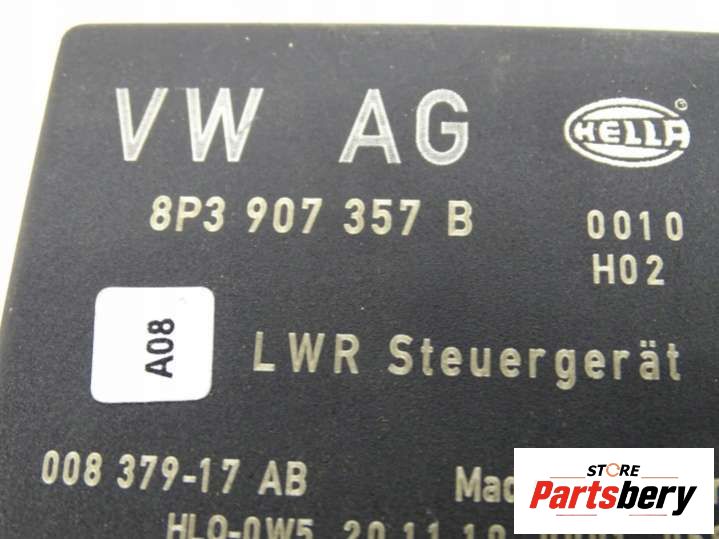 VW AG HELLA ®
8P3 907 357 B 0010
H02
A08
LWR Steuergerät
008 379-17 AB
STORE
Partsbery